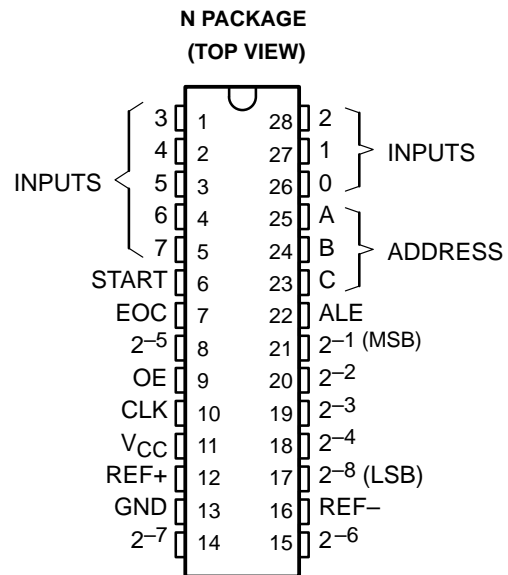 N PACKAGE
(TOP VIEW)
3 1 28 2
4 2 27 1
INPUTS 5 3 26 0 INPUTS
6 4 25 A
7 5 24 B ADDRESS
START 6 23 C
EOC 7 22 ALE
2–5 8 21 2–1 (MSB)
OE 9 20 2–2
CLK 10 19 2–3
VCC 11 18 2–4
REF+ 12 17 2–8 (LSB)
GND 13 16 REF–
2–7 14 15 2–6